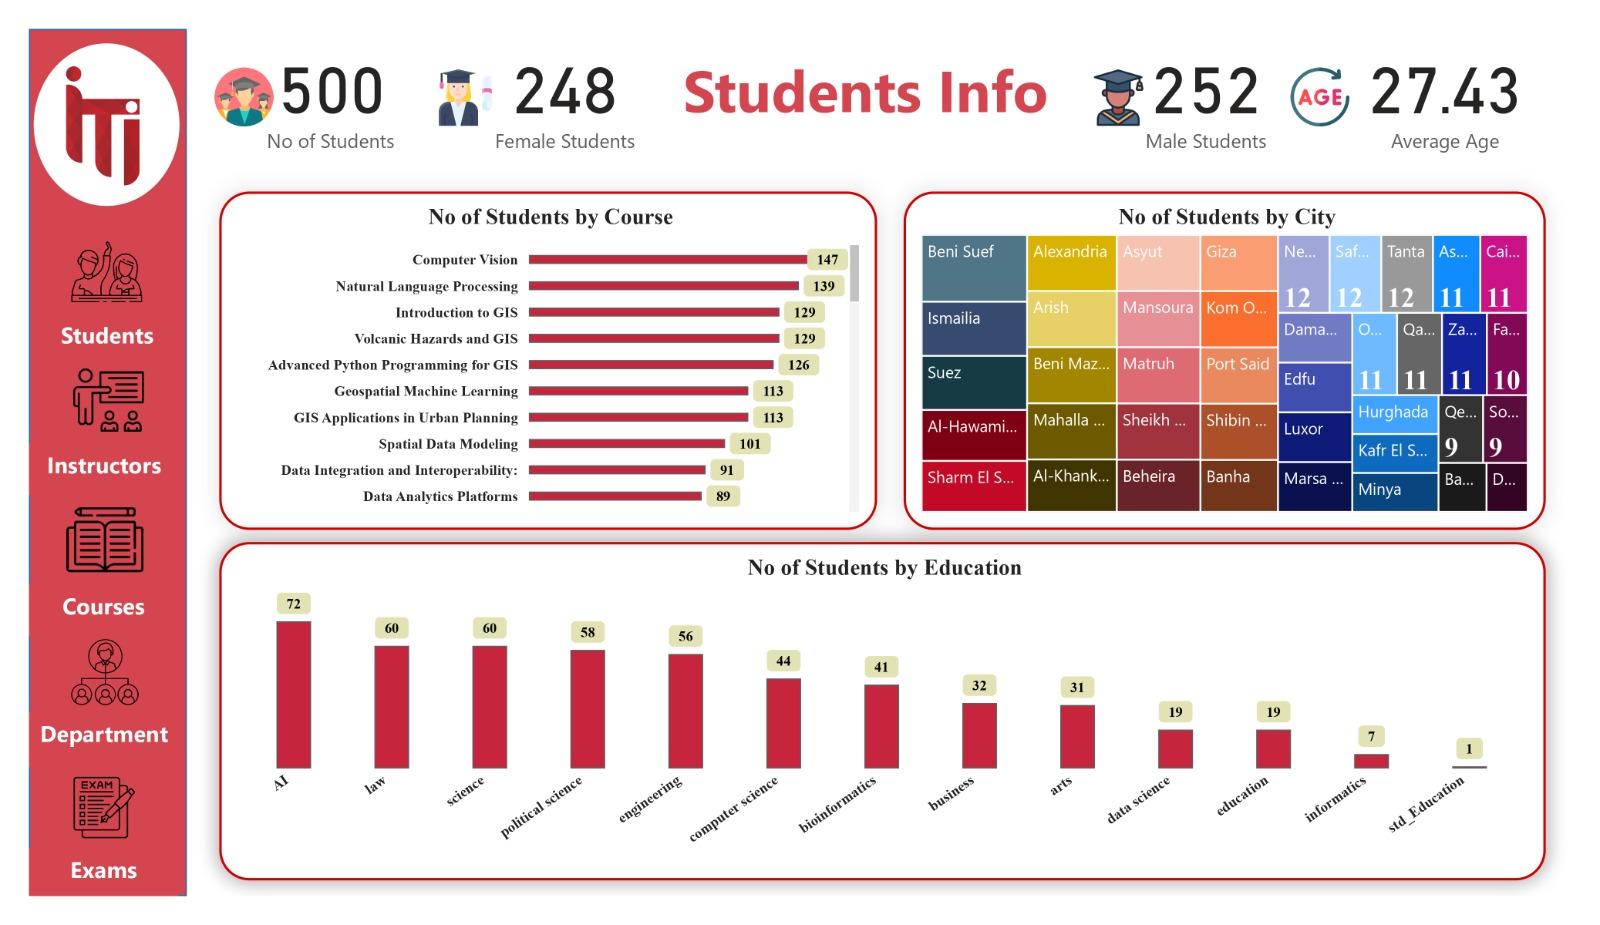 iTi
Students
Instructors
Courses
Department
EXAM
Exams
500
No of Students
248
Female Students
Students Info
252
Male Students
AGE
27.43
Average Age
No of Students by Course
Computer Vision 147
Natural Language Processing 139
Introduction to GIS 129
Volcanic Hazards and GIS 129
Advanced Python Programming for GIS 126
Geospatial Machine Learning 113
GIS Applications in Urban Planning 113
Spatial Data Modeling 101
Data Integration and Interoperability: 91
Data Analytics Platforms 89
No of Students by City
Beni Suef
Ismailia
Suez
Al-Hawami...
Sharm El S...
Alexandria
Arish
Beni Maz...
Mahalla ...
Al-Khank...
Asyut
Mansoura
Matruh
Sheikh ...
Beheira
Giza
Kom O...
Port Said
Shibin ...
Banha
Ne...
12
Saf...
12
Tanta
12
As...
11
Cai...
11
Dama...
Edfu
Luxor
Marsa ...
O...
11
Qa...
11
Za...
11
Fa...
10
Hurghada
Kafr El S...
Minya
Qe...
9
So...
9
Ba...
D...
No of Students by Education
72
60
60
58
56
44
41
32
31
19
19
7
1
AI
law
science
political science
engineering
computer science
bioinformatics
business
arts
data science
education
informatics
std_Education